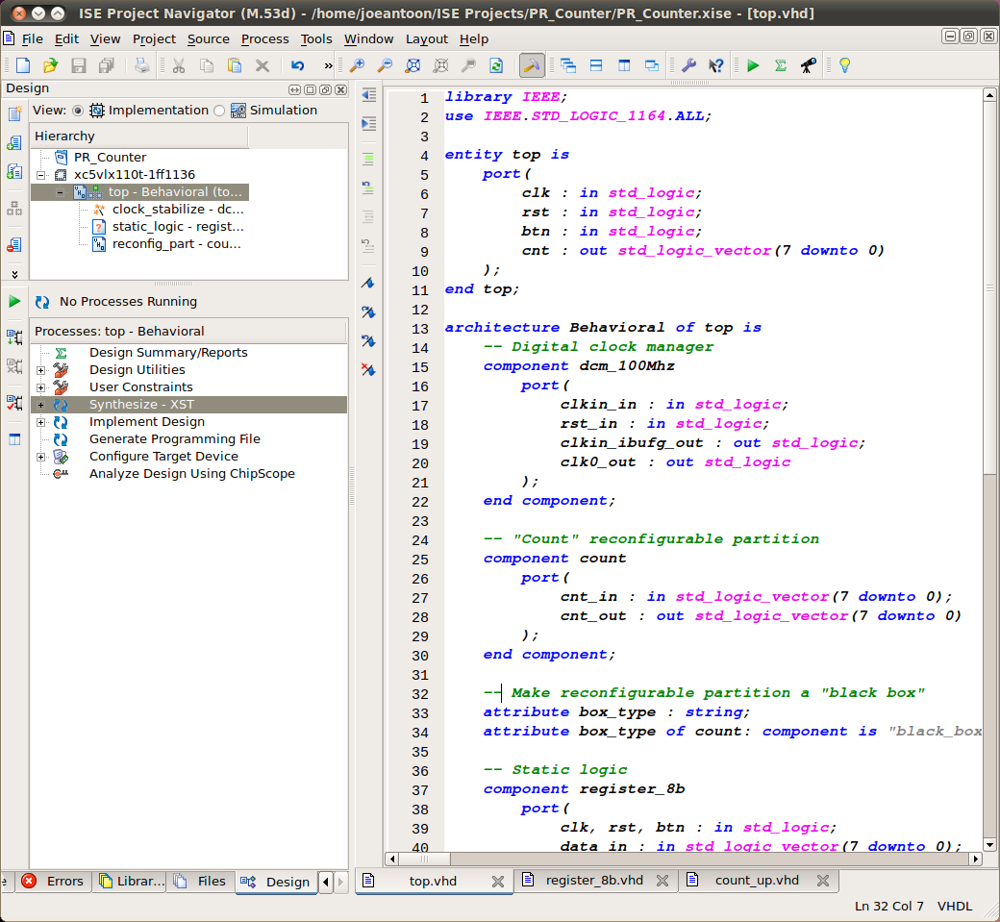 ISE Project Navigator (M.53d) - /home/joeantoon/ISE Projects/PR_Counter/PR_Counter.xise - [top.vhd]
File Edit View Project Source Process Tools Window Layout Help
Design
View: Implementation Simulation
Hierarchy
PR_Counter
xc5vlx110t-1ff1136
top - Behavioral (to...
clock_stabilize - dc...
static_logic - regist...
reconfig_part - cou...
No Processes Running
Processes: top - Behavioral
Design Summary/Reports
Design Utilities
User Constraints
Synthesize - XST
Implement Design
Generate Programming File
Configure Target Device
Analyze Design Using ChipScope
1 library IEEE;
2 use IEEE.STD_LOGIC_1164.ALL;
3
4 entity top is
5 port(
6 clk : in std_logic;
7 rst : in std_logic;
8 btn : in std_logic;
9 cnt : out std_logic_vector(7 downto 0)
10 );
11 end top;
12
13 architecture Behavioral of top is
14 -- Digital clock manager
15 component dcm_100Mhz
16 port(
17 clkin_in : in std_logic;
18 rst_in : in std_logic;
19 clkin_ibufg_out : out std_logic;
20 clk0_out : out std_logic
21 );
22 end component;
23
24 -- "Count" reconfigurable partition
25 component count
26 port(
27 cnt_in : in std_logic_vector(7 downto 0);
28 cnt_out : out std_logic_vector(7 downto 0)
29 );
30 end component;
31
32 -- Make reconfigurable partition a "black box"
33 attribute box_type : string;
34 attribute box_type of count: component is "black_box
35
36 -- Static logic
37 component register_8b
38 port(
39 clk, rst, btn : in std_logic;
40 data_in : in std_logic_vector(7 downto 0);
e Errors Librar... Files Design
top.vhd register_8b.vhd count_up.vhd
Ln 32 Col 7 VHDL